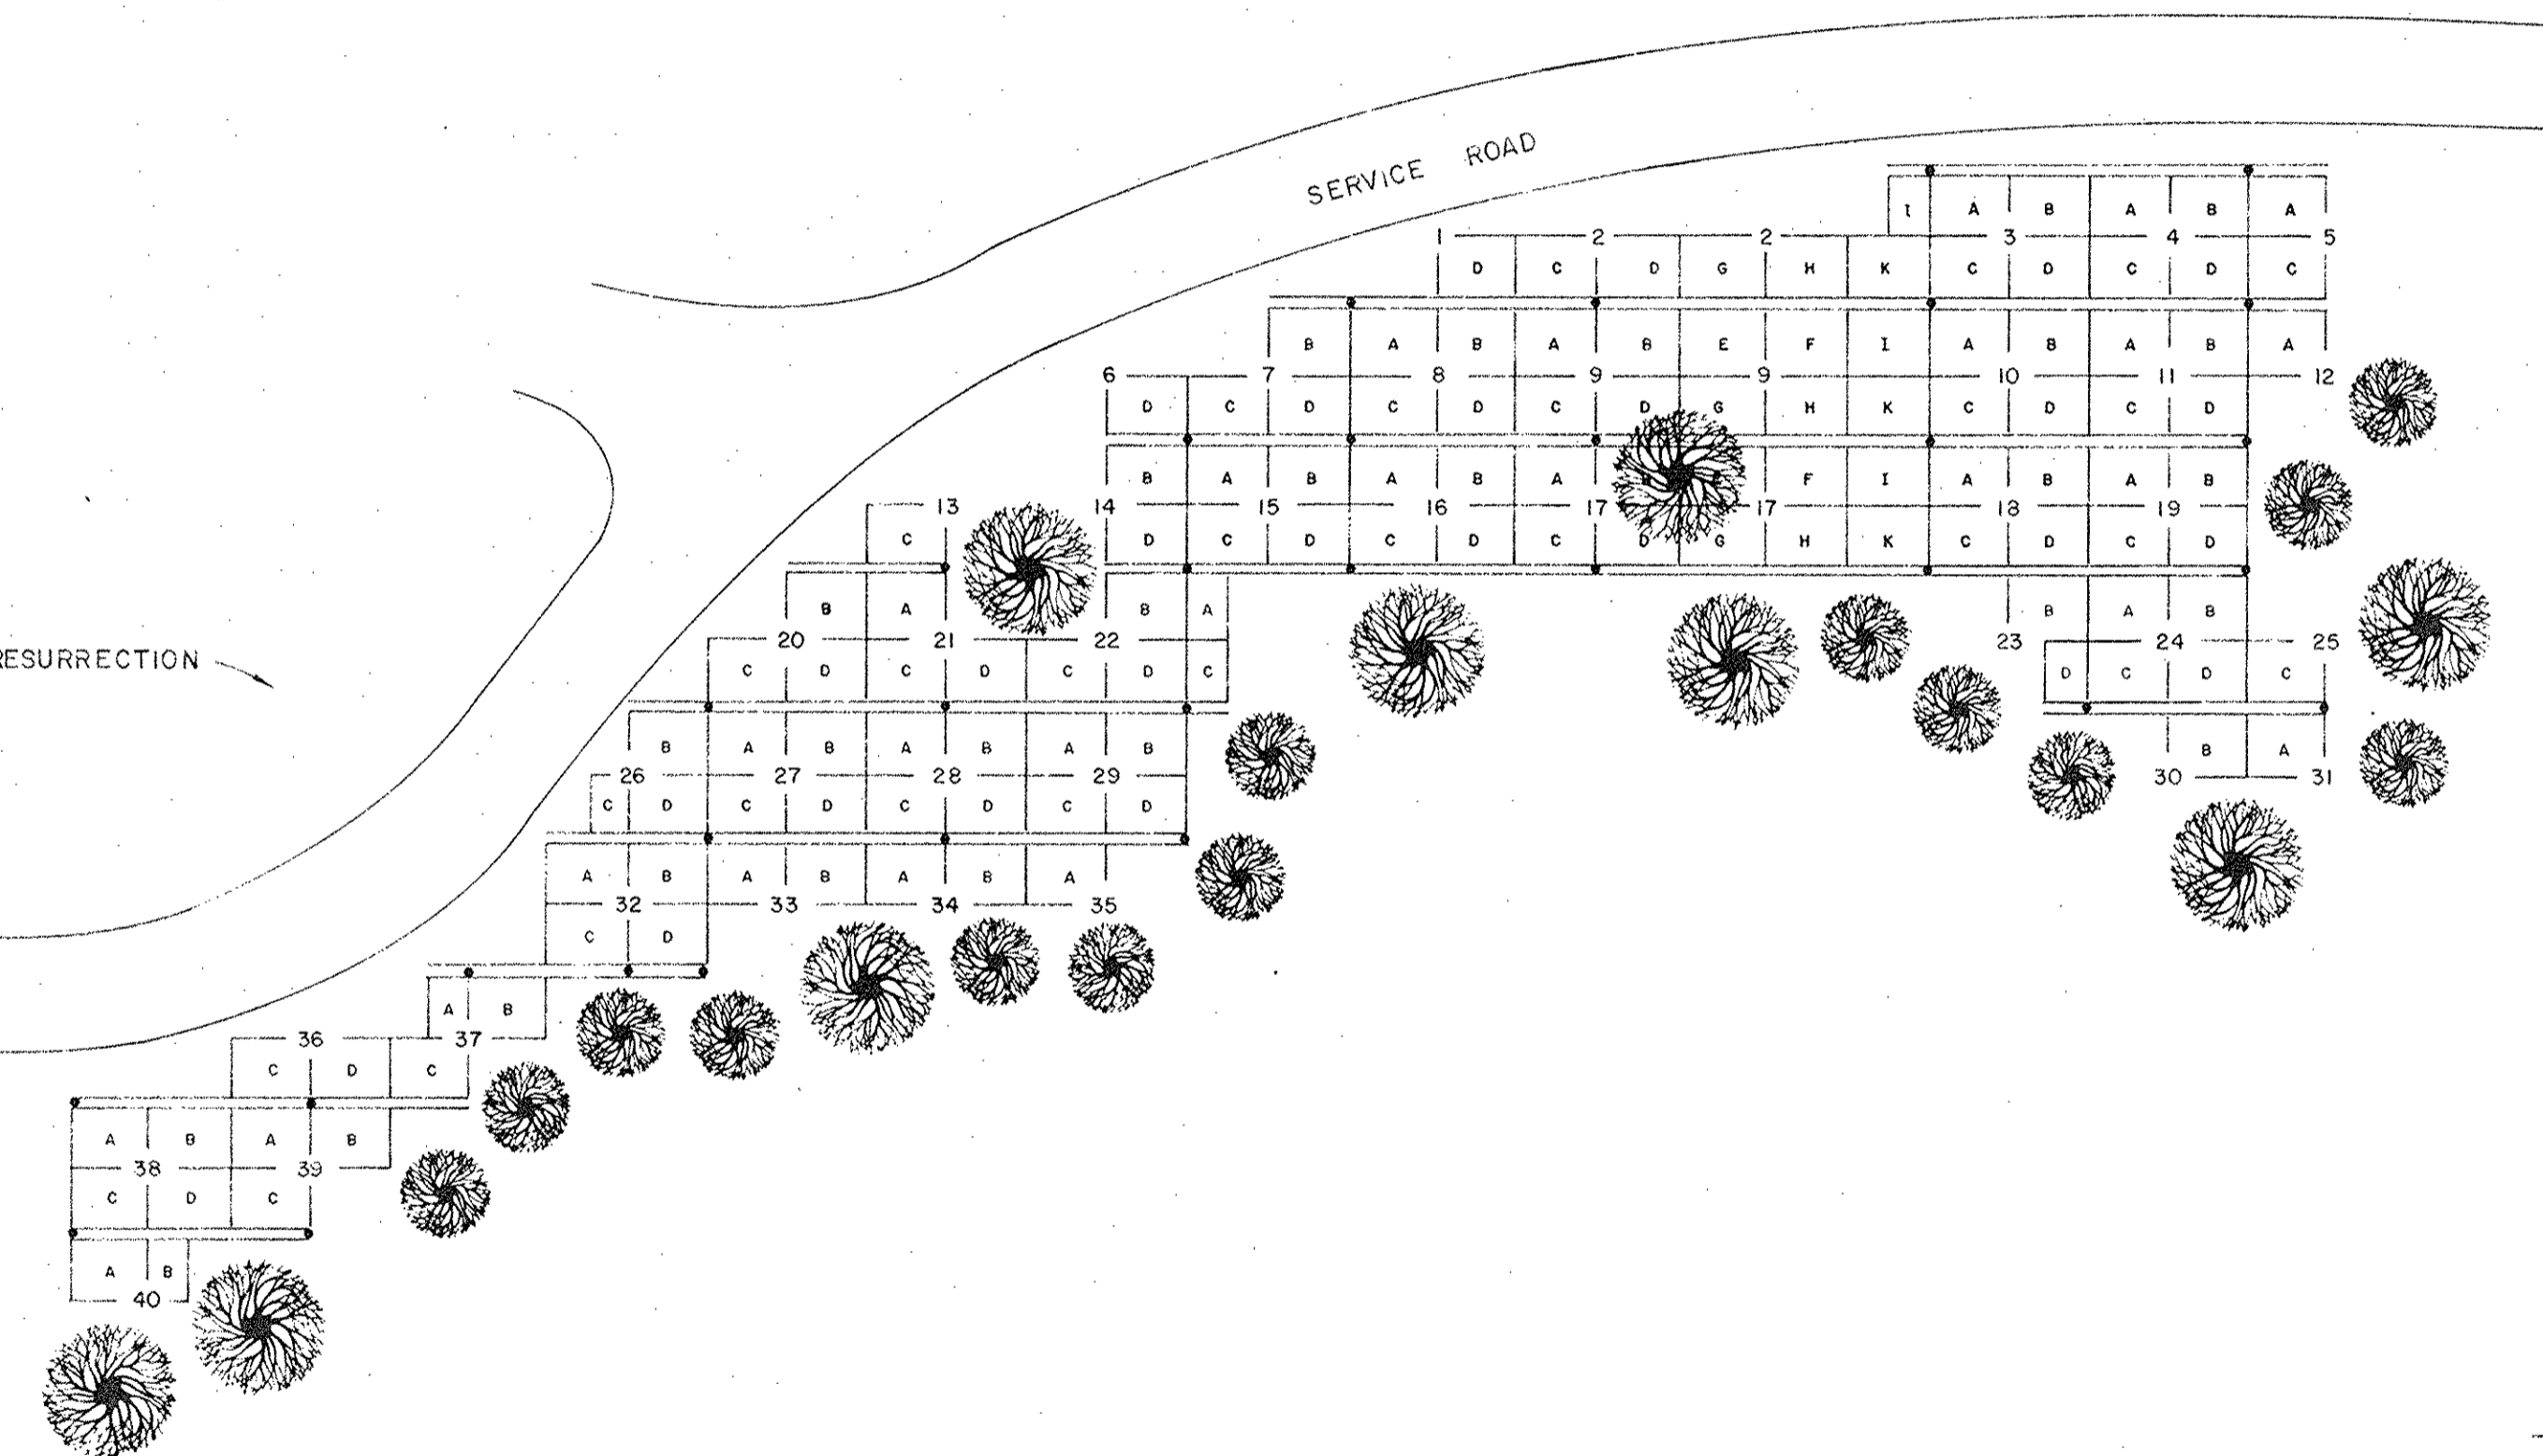 SERVICE ROAD
I A B A B A
1 2 2 3 4 5
D C D G H K C D C D C
B A B A B E F I A B A B A
6 7 8 9 9 10 11 12
D C D C D C D G H K C D C D
B A B A B A F I A B A B
13 14 15 16 17 17 18 19
C D C D C D C D G H K C D C D
B A B A B A B
20 21 22 23 24 25
RESURRECTION
C D C D C D C D C D C
B A B A B A B B A
26 27 28 29 30 31
C D C D C D C D
A B A B A B A
32 33 34 35
C D
A B
36 37
C D C
A B A B
38 39
C D C
A B
40